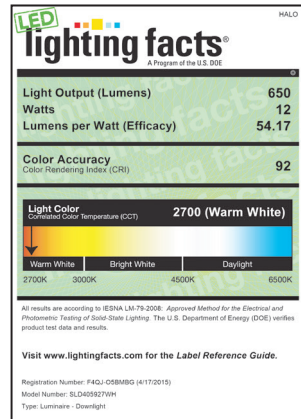 HALO
LED
lighting facts®
A Program of the U.S. DOE
Light Output (Lumens) 650
Watts 12
Lumens per Watt (Efficacy) 54.17
Color Accuracy 92
Color Rendering Index (CRI)
Light Color 2700 (Warm White)
Correlated Color Temperature (CCT)
Warm White Bright White Daylight
2700K 3000K 4500K 6500K
All results are according to IESNA LM-79-2008: Approved Method for the Electrical and
Photometric Testing of Solid-State Lighting. The U.S. Department of Energy (DOE) verifies
product test data and results.
Visit www.lightingfacts.com for the Label Reference Guide.
Registration Number: F4QJ-O5BMBG (4/17/2015)
Model Number: SLD405927WH
Type: Luminaire - Downlight